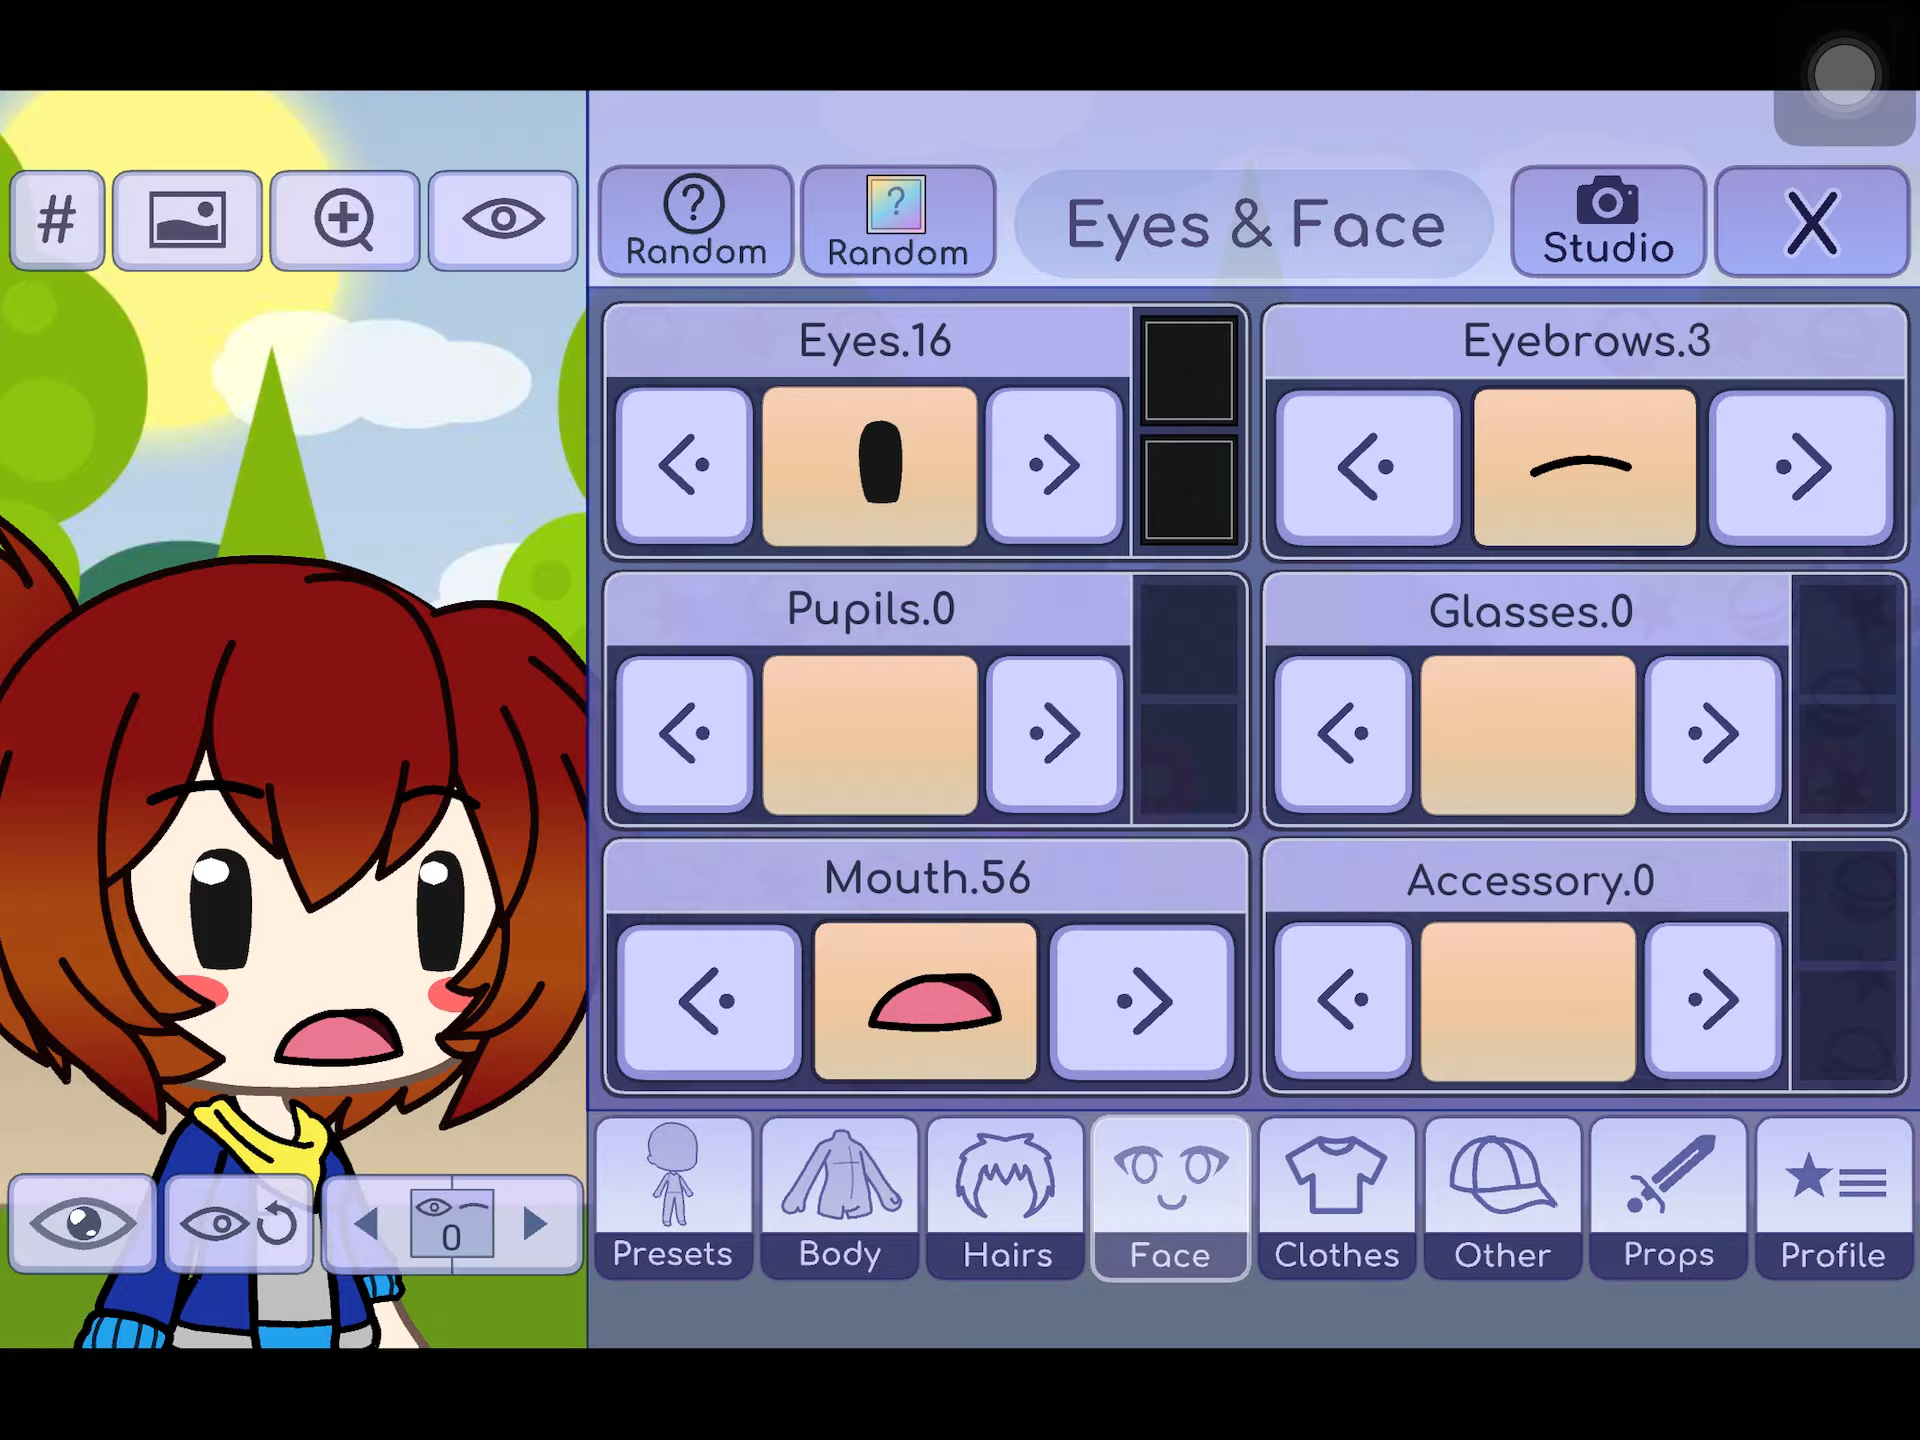 #
? Random
? Random
Eyes & Face
Studio
X
Eyes.16
Eyebrows.3
Pupils.0
Glasses.0
Mouth.56
Accessory.0
0
Presets
Body
Hairs
Face
Clothes
Other
Props
Profile